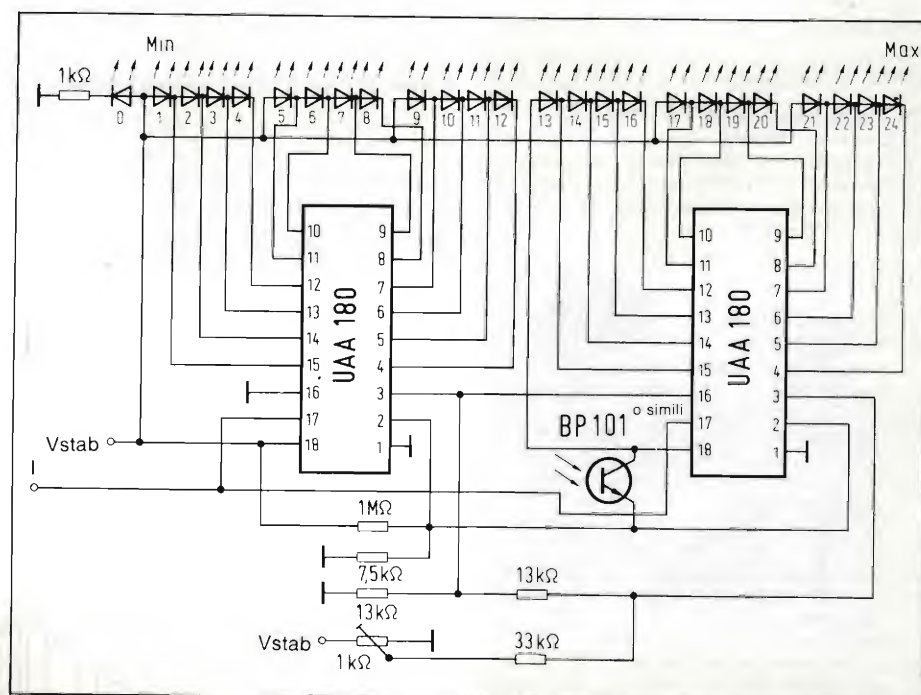 Min
Max
1kΩ
0 1 2 3 4 5 6 7 8 9 10 11 12 13 14 15 16 17 18 19 20 21 22 23 24
UAA 180
10
11
12
13
14
15
16
17
18
9
8
7
6
5
4
3
2
1
UAA 180
10
11
12
13
14
15
16
17
18
9
8
7
6
5
4
3
2
1
BP 101 o simili
Vstab
I
1MΩ
7,5kΩ
13kΩ
13kΩ
Vstab
1kΩ
33kΩ